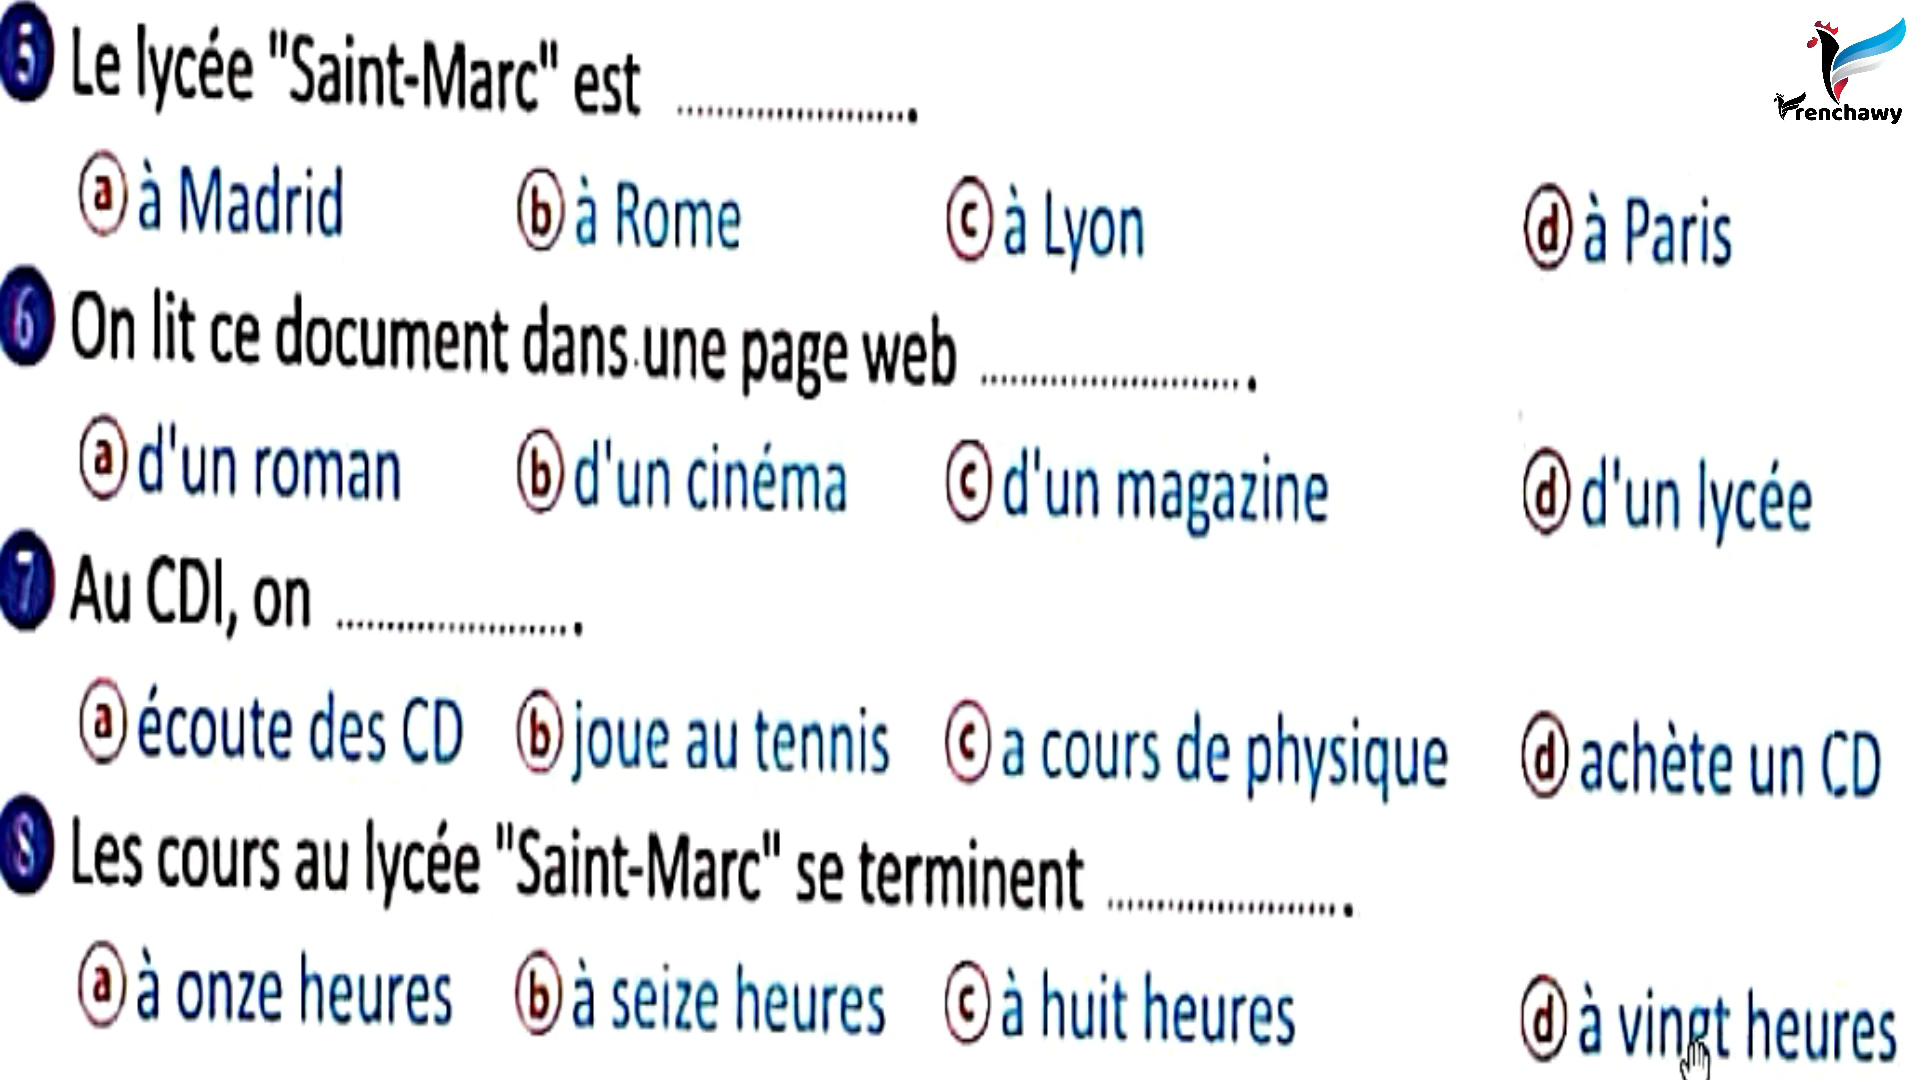 5 Le lycée "Saint-Marc" est ........................
a à Madrid b à Rome c à Lyon d à Paris
6 On lit ce document dans une page web ...........................
a d'un roman b d'un cinéma c d'un magazine d d'un lycée
7 Au CDI, on ........................
a écoute des CD b joue au tennis c a cours de physique d achète un CD
8 Les cours au lycée "Saint-Marc" se terminent ........................
a à onze heures b à seize heures c à huit heures d à vingt heures
Frenchawy